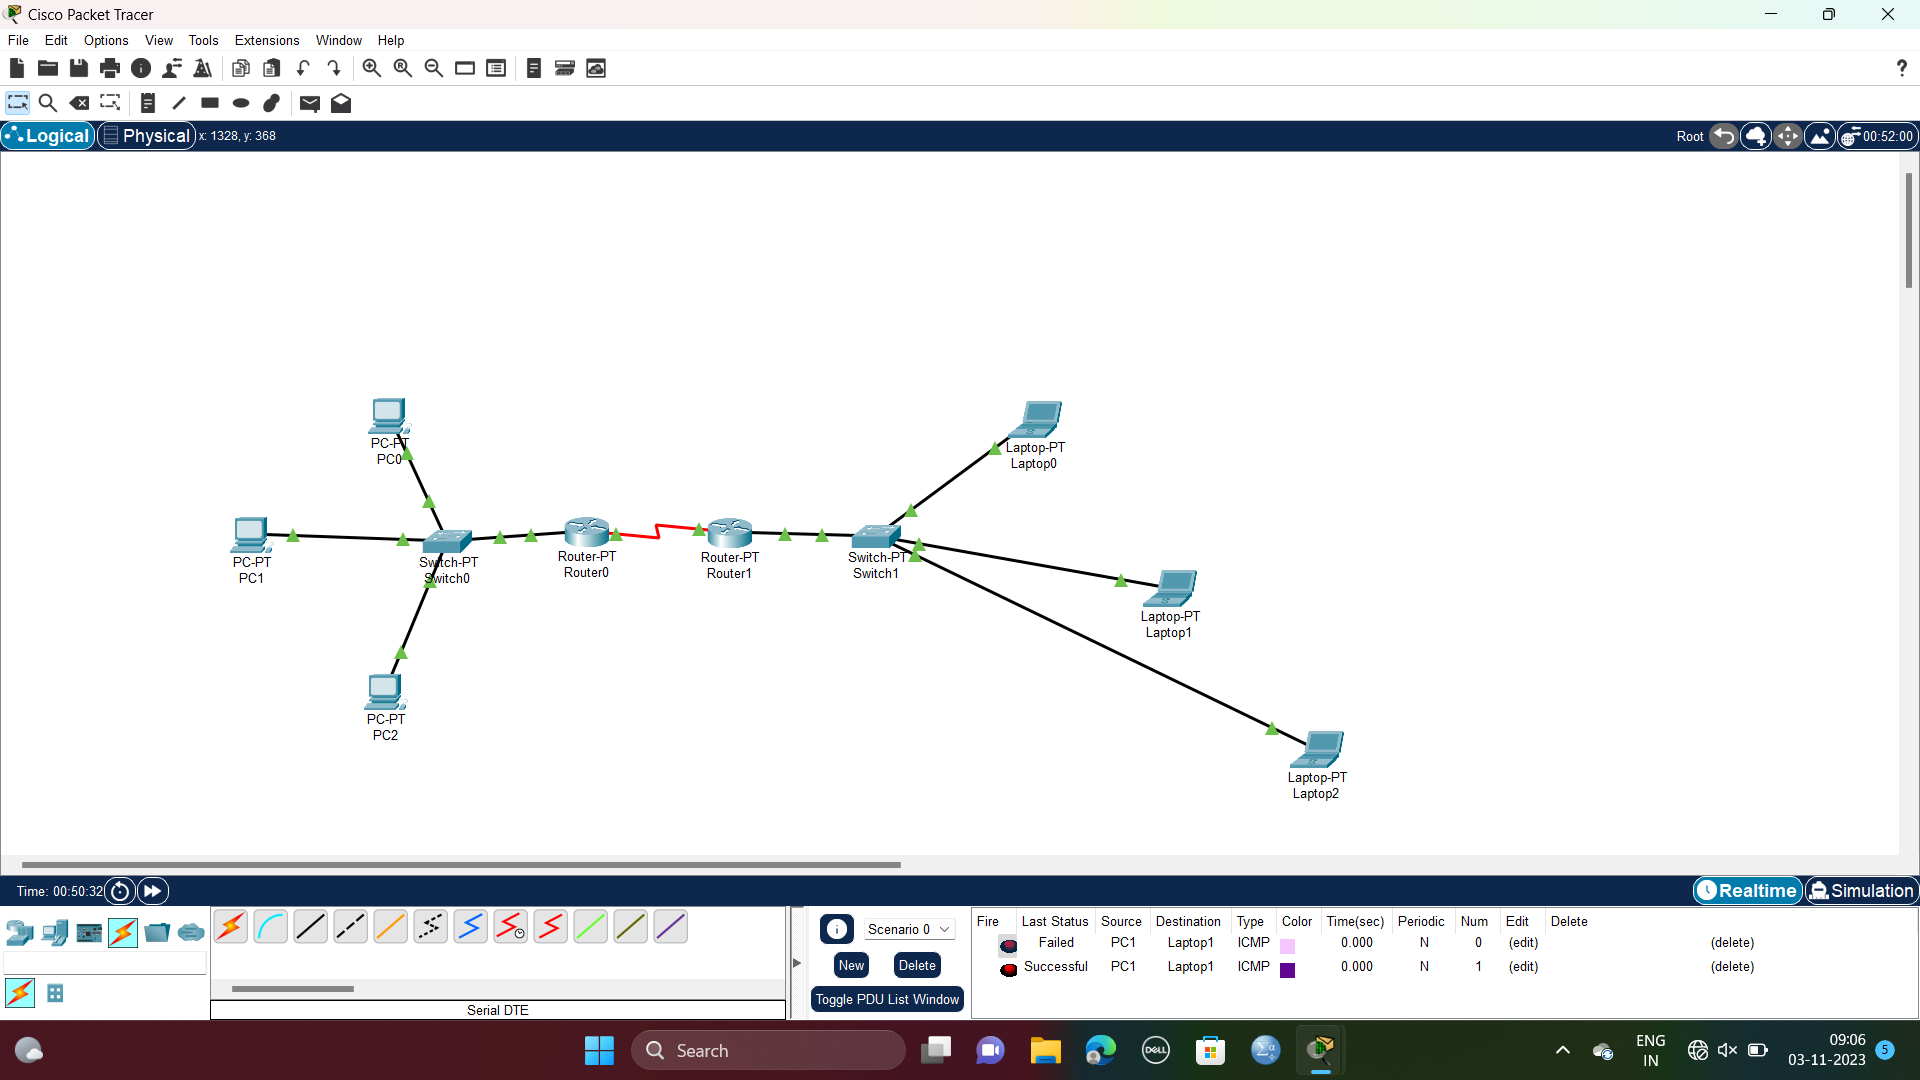 Cisco Packet Tracer
File Edit Options View Tools Extensions Window Help
?
Logical Physical x: 1328, y: 368 Root 00:52:00
PC-PT
PC0
Laptop-PT
Laptop0
PC-PT
PC1
Switch-PT
Switch0
Router-PT
Router0
Router-PT
Router1
Switch-PT
Switch1
Laptop-PT
Laptop1
PC-PT
PC2
Laptop-PT
Laptop2
Time: 00:50:32 Realtime Simulation
Scenario 0
New Delete
Toggle PDU List Window
Serial DTE
Fire Last Status Source Destination Type Color Time(sec) Periodic Num Edit Delete
Failed PC1 Laptop1 ICMP 0.000 N 0 (edit) (delete)
Successful PC1 Laptop1 ICMP 0.000 N 1 (edit) (delete)
Search
DELL
ENG
IN
09:06
03-11-2023
5